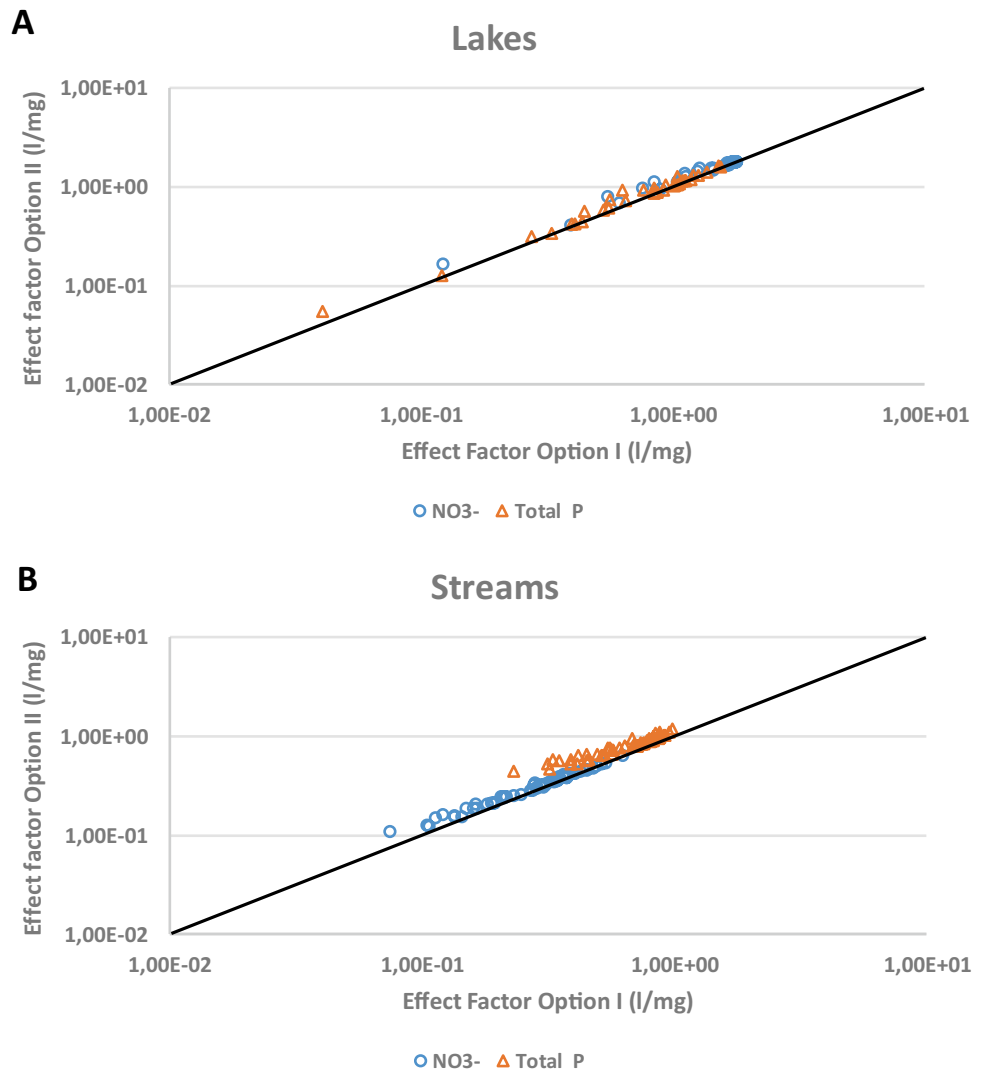 A
Lakes
Effect factor Option II (l/mg)
1,00E+01
1,00E+00
1,00E-01
1,00E-02
1,00E-02 1,00E-01 1,00E+00 1,00E+01
Effect Factor Option I (l/mg)
NO3- Total P
B
Streams
Effect factor Option II (l/mg)
1,00E+01
1,00E+00
1,00E-01
1,00E-02
1,00E-02 1,00E-01 1,00E+00 1,00E+01
Effect Factor Option I (l/mg)
NO3- Total P